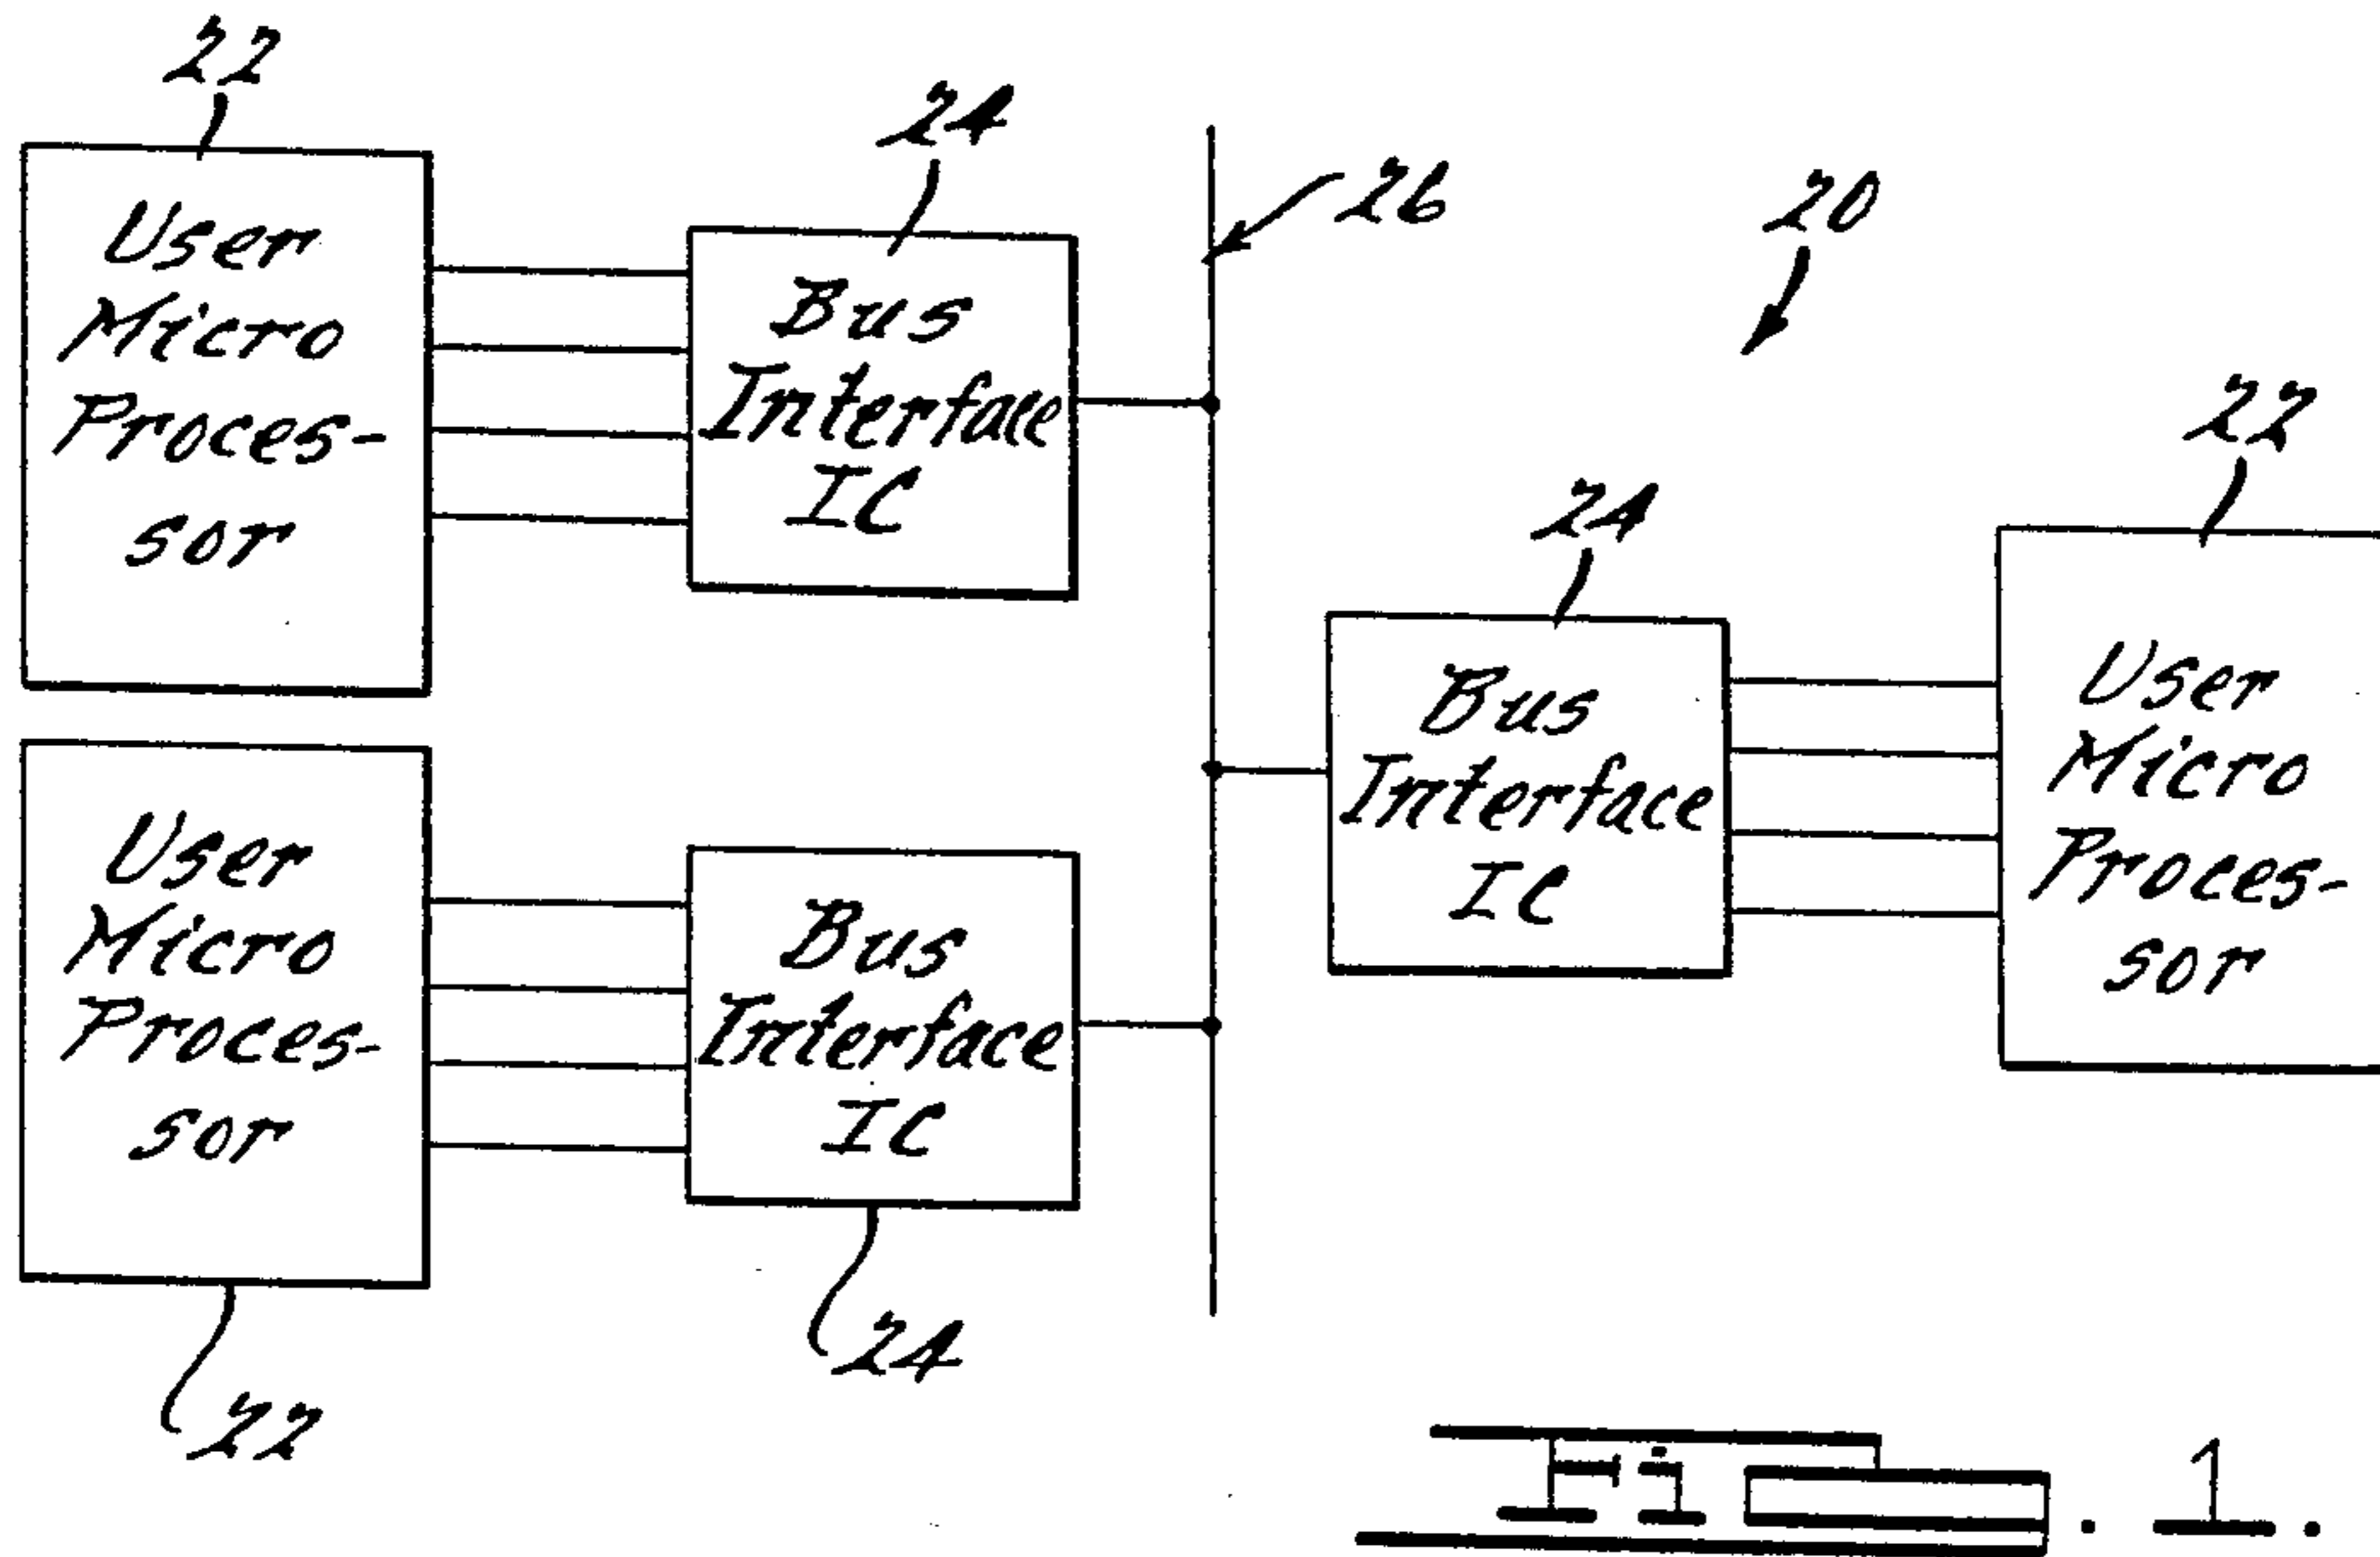 22
User
Micro
Proces-
sor
24
Bus
Interface
IC
26
20
24
Bus
Interface
IC
22
User
Micro
Proces-
sor
User
Micro
Proces-
sor
22
Bus
Interface
IC
24
Fig. 1.